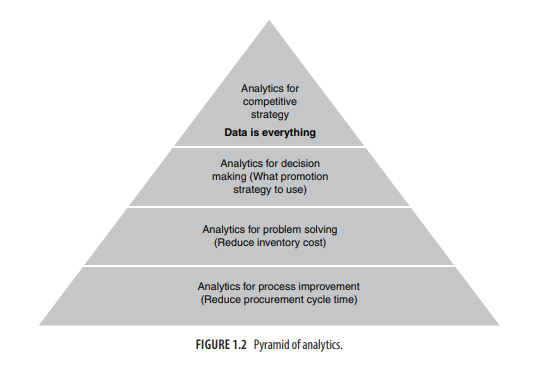 Analytics for
competitive
strategy
Data is everything
Analytics for decision
making (What promotion
strategy to use)
Analytics for problem solving
(Reduce inventory cost)
Analytics for process improvement
(Reduce procurement cycle time)
FIGURE 1.2 Pyramid of analytics.